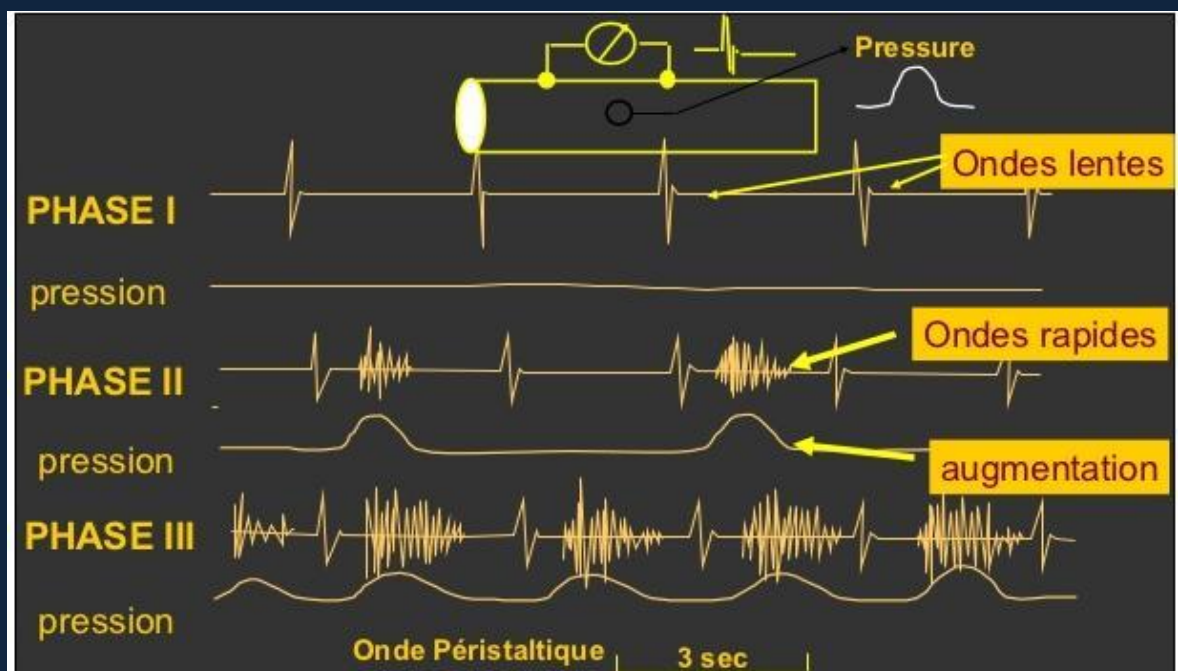 Pressure
Ondes lentes
PHASE I
pression
Ondes rapides
PHASE II
pression
augmentation
PHASE III
pression
Onde Péristaltique
3 sec